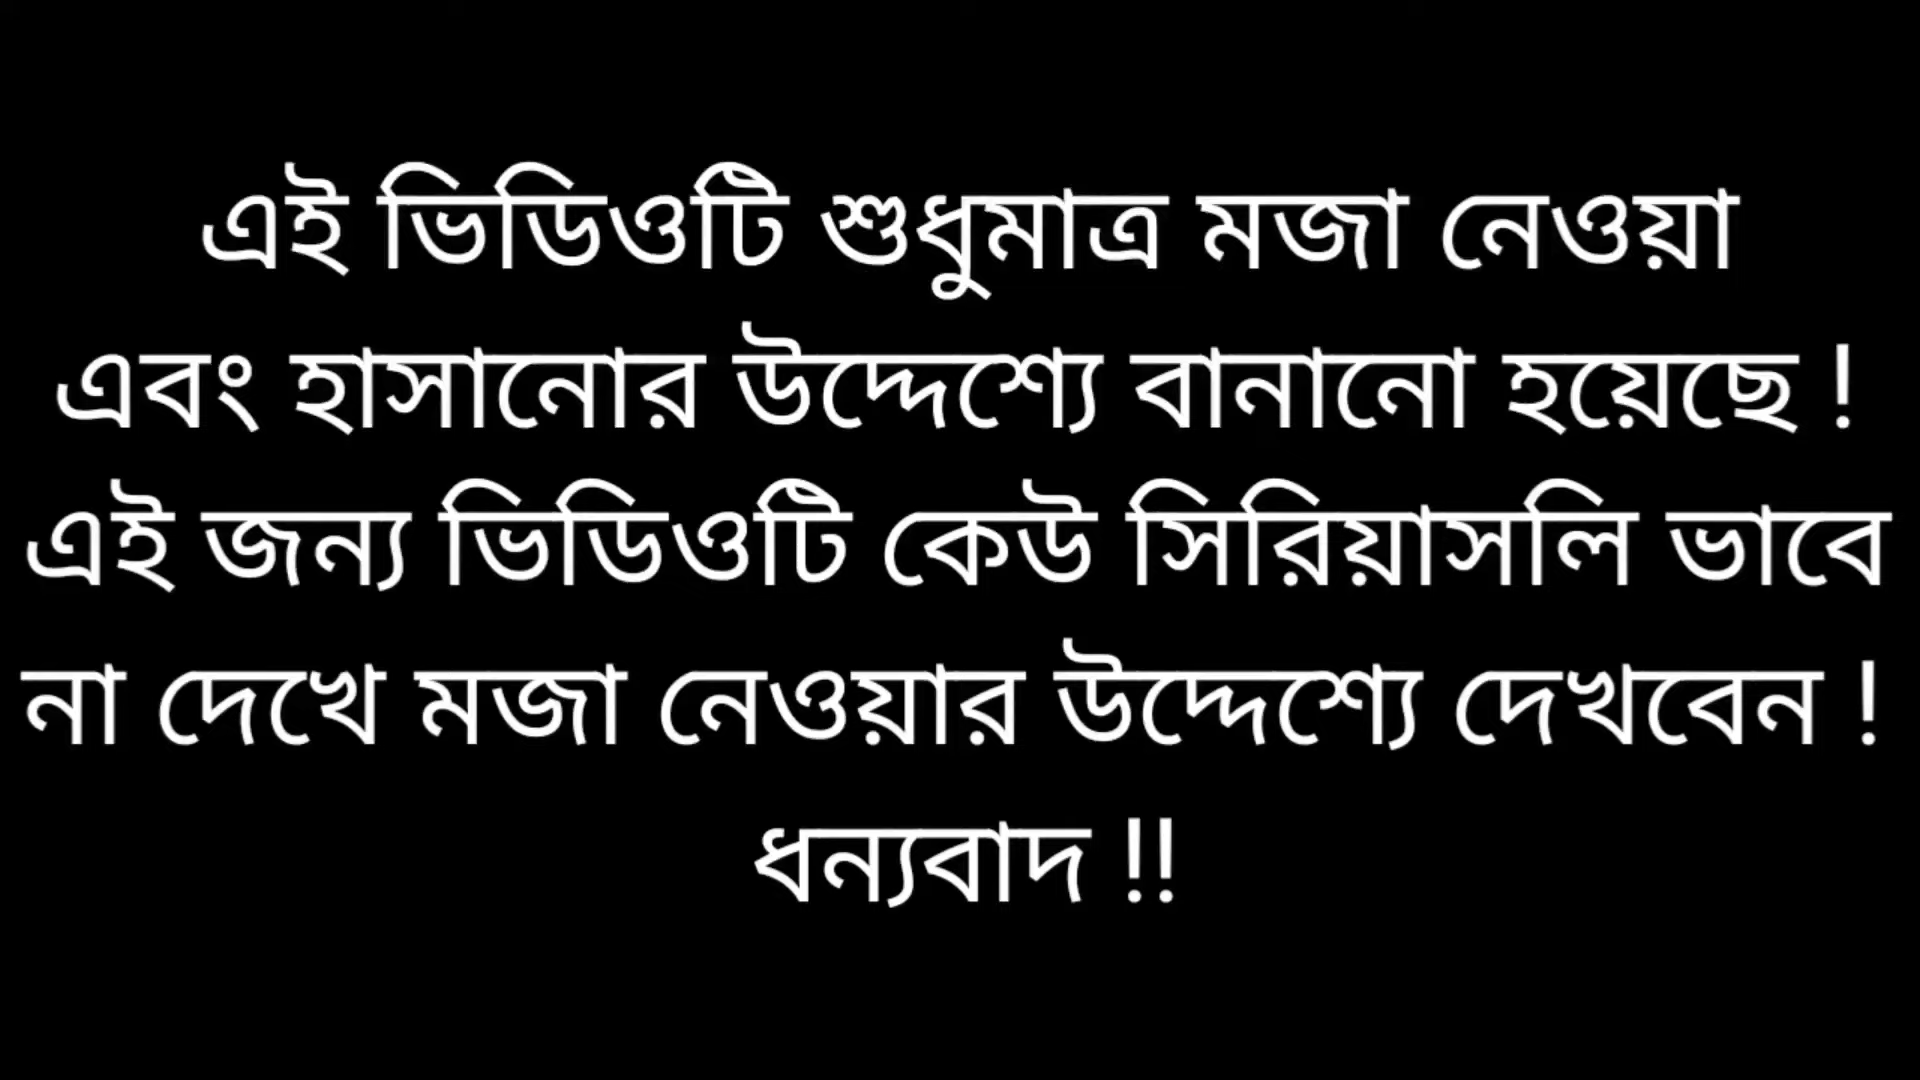 এই ভিডিওটি শুধুমাত্র মজা নেওয়া
এবং হাসানোর উদ্দেশ্যে বানানো হয়েছে !
এই জন্য ভিডিওটি কেউ সিরিয়াসলি ভাবে
না দেখে মজা নেওয়ার উদ্দেশ্যে দেখবেন !
ধন্যবাদ !!